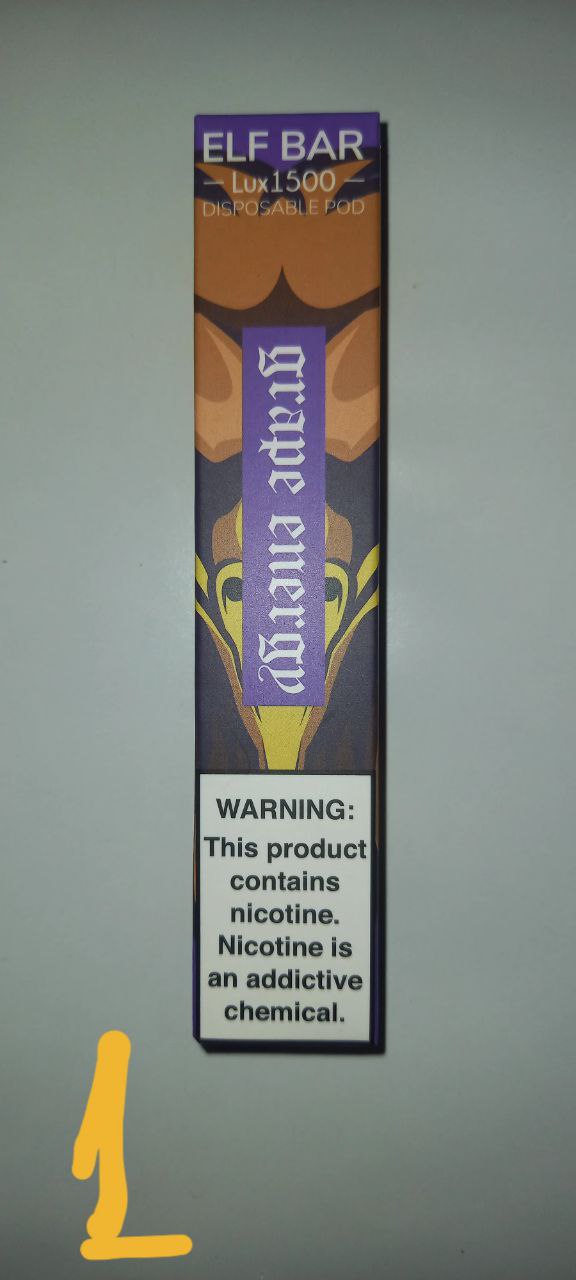 ELF BAR
Lux1500
DISPOSABLE POD
grape energy
WARNING:
This product
contains
nicotine.
Nicotine is
an addictive
chemical.
1